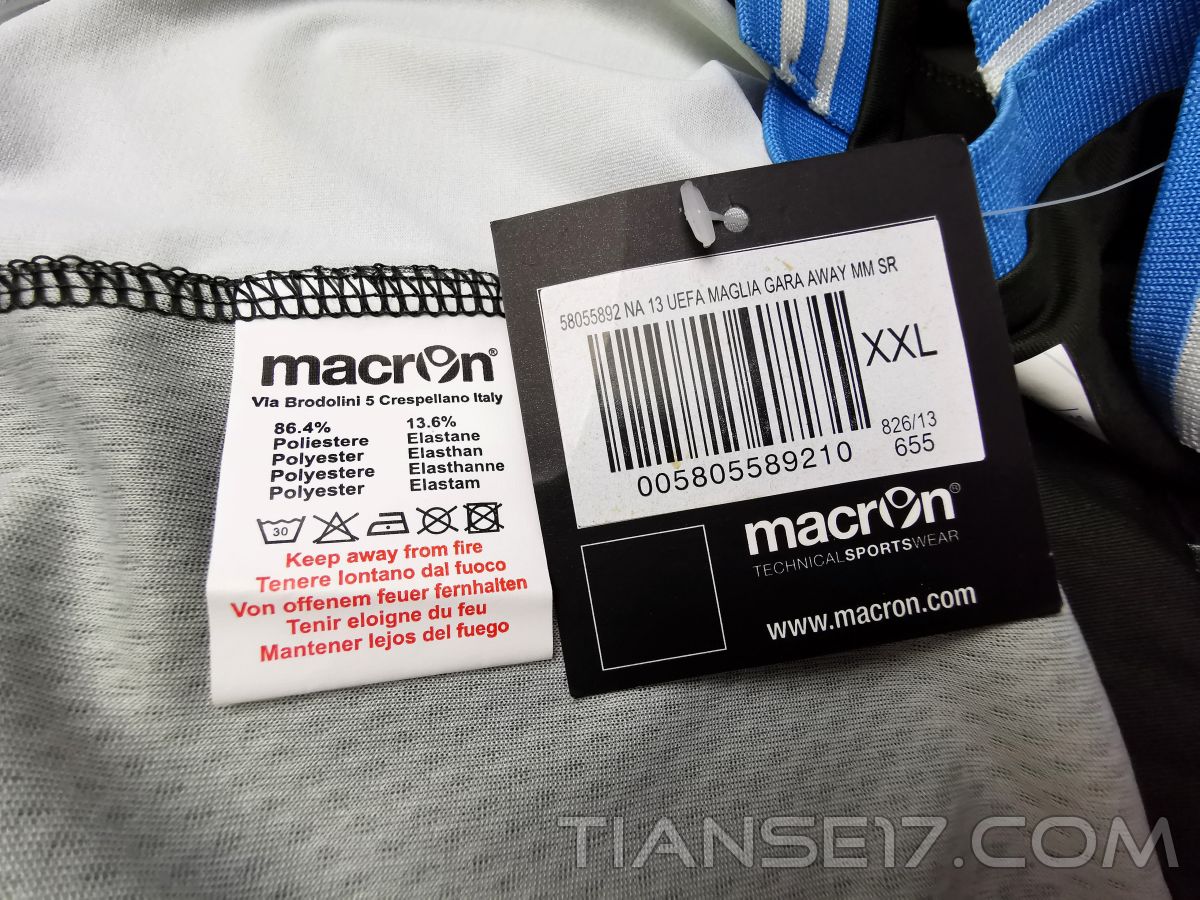 macron®
Via Brodolini 5 Crespellano Italy
86.4% 13.6%
Poliestere Elastane
Polyester Elasthan
Polyestere Elasthanne
Polyester Elastam
30
Keep away from fire
Tenere lontano dal fuoco
Von offenem feuer fernhalten
Tenir eloigne du feu
Mantener lejos del fuego
58055892 NA 13 UEFA MAGLIA GARA AWAY MM SR
XXL
826/13
005805589210 655
macron®
TECHNICALSPORTSWEAR
www.macron.com
TIANSE17.COM